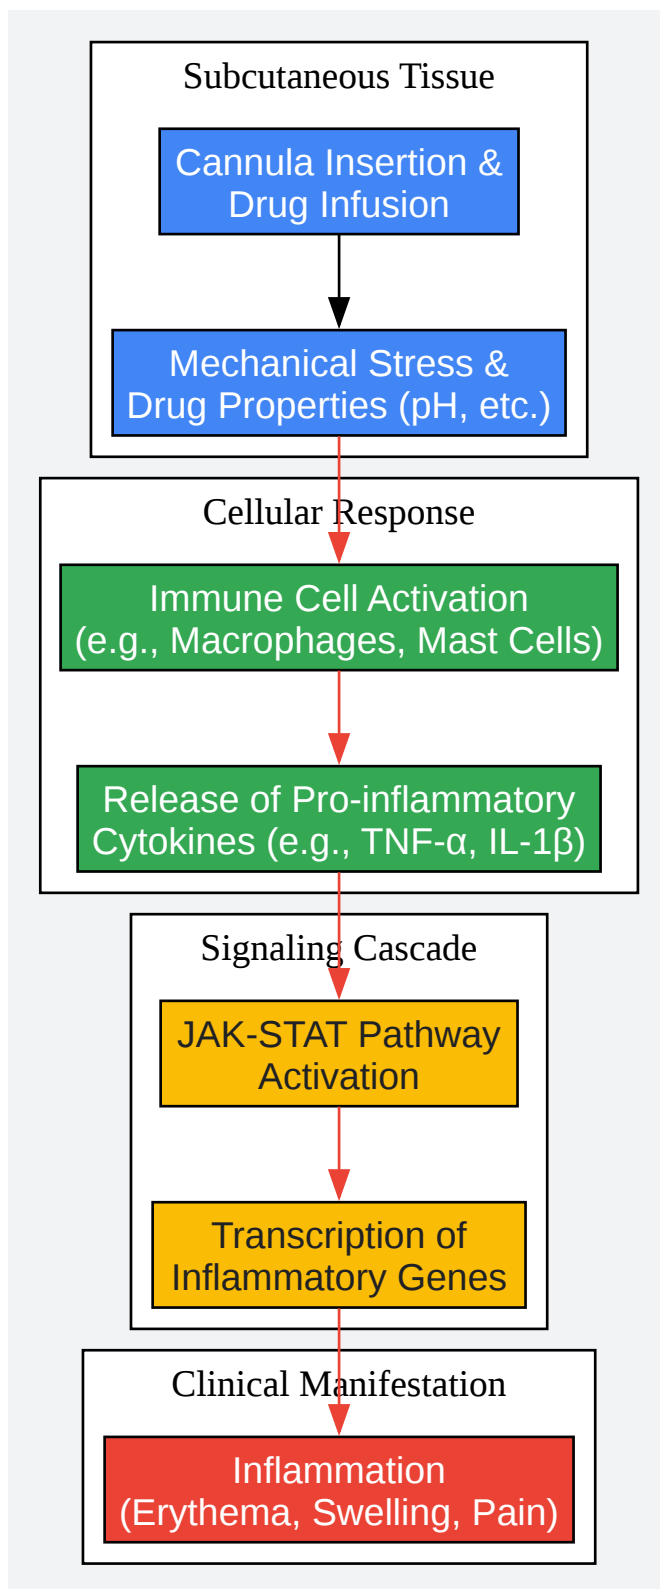 Subcutaneous Tissue
Cannula Insertion &
Drug Infusion
Mechanical Stress &
Drug Properties (pH, etc.)
Cellular Response
Immune Cell Activation
(e.g., Macrophages, Mast Cells)
Release of Pro-inflammatory
Cytokines (e.g., TNF-α, IL-1β)
Signaling Cascade
JAK-STAT Pathway
Activation
Transcription of
Inflammatory Genes
Clinical Manifestation
Inflammation
(Erythema, Swelling, Pain)